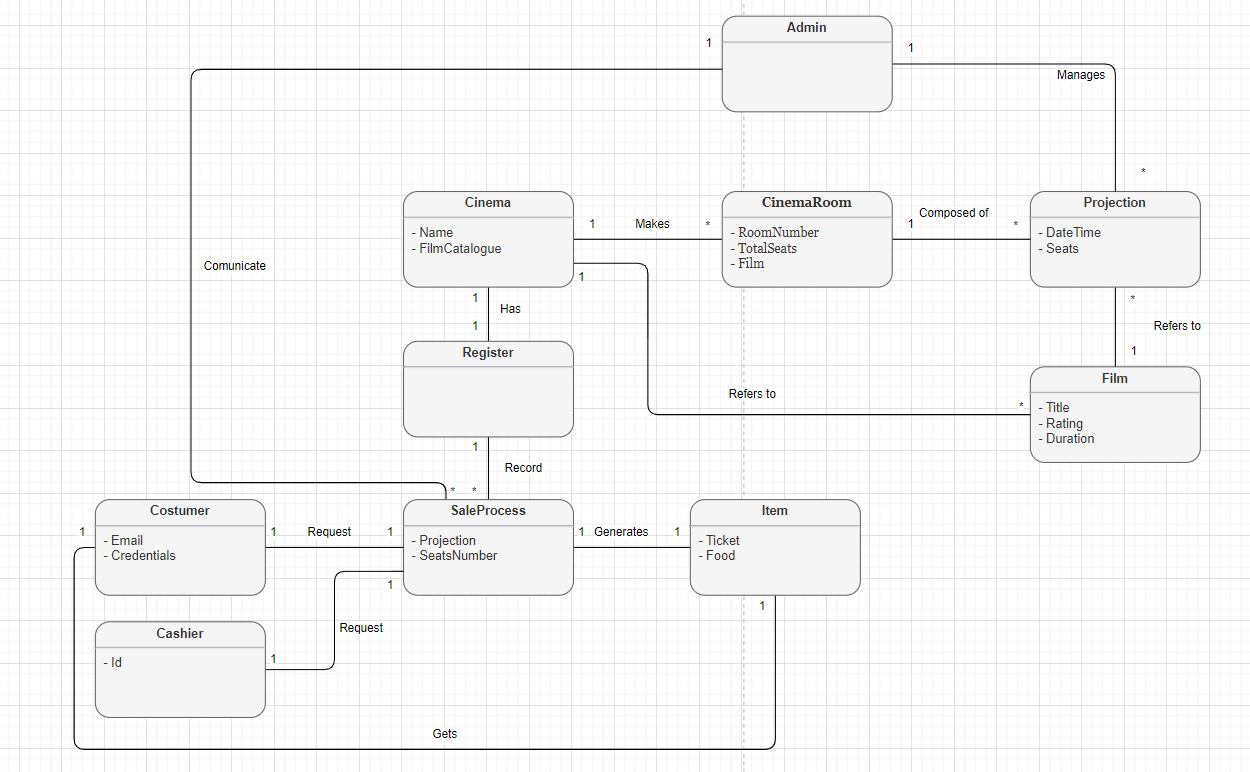 Admin
1
1
Manages
*
Comunicate
Cinema
- Name
- FilmCatalogue
1
Makes
*
CinemaRoom
- RoomNumber
- TotalSeats
- Film
1
Composed of
*
Projection
- DateTime
- Seats
1
1
Has
1
*
Refers to
1
Register
Film
- Title
- Rating
- Duration
Refers to
*
1
Record
*
*
Costumer
- Email
- Credentials
1
1
Request
1
SaleProcess
- Projection
- SeatsNumber
1
Generates
1
Item
- Ticket
- Food
1
1
Request
Cashier
- Id
1
Gets